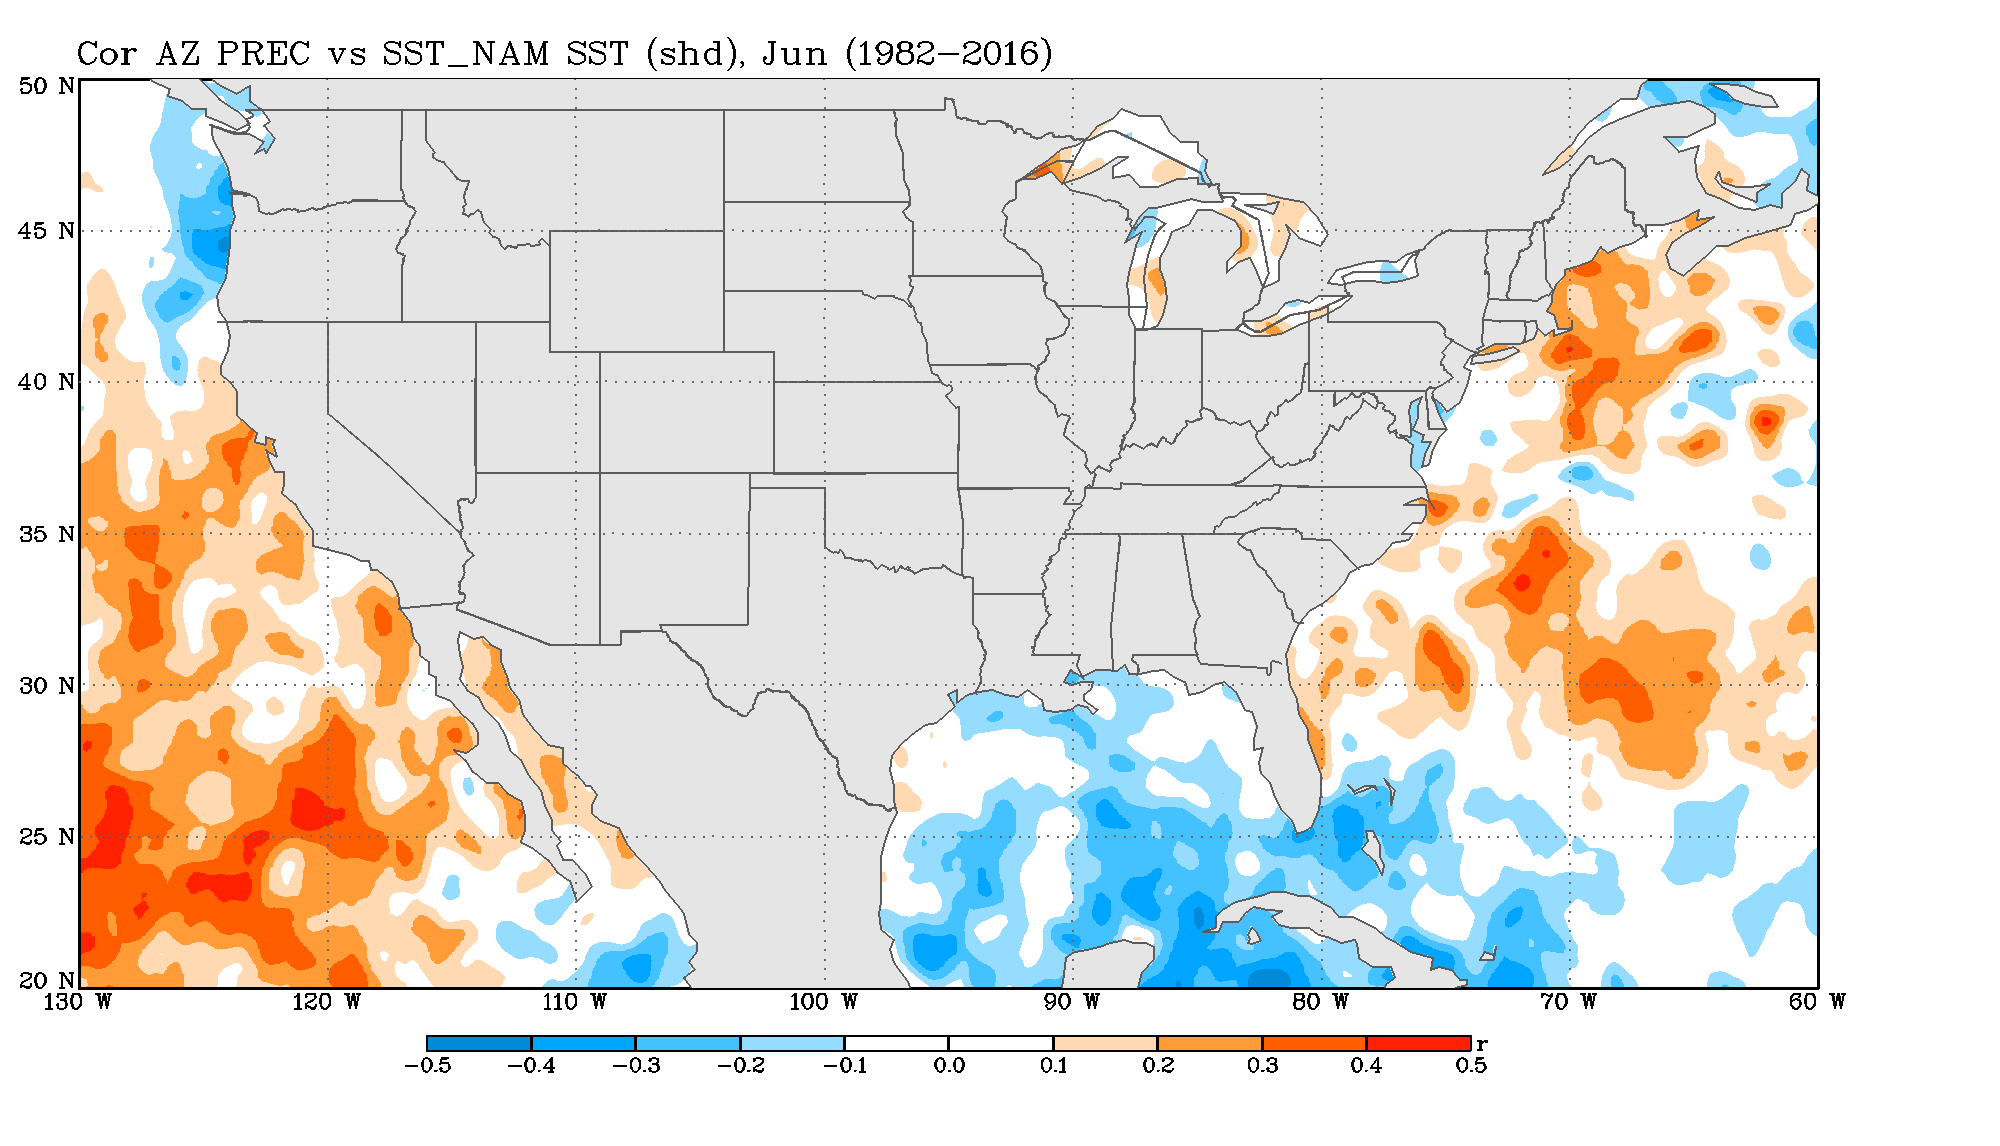 Cor AZ PREC vs SST_NAM SST (shd), Jun (1982−2016)
50 N
45 N
40 N
35 N
30 N
25 N
20 N
130 W 120 W 110 W 100 W 90 W 80 W 70 W 60 W
r
−0.5 −0.4 −0.3 −0.2 −0.1 0.0 0.1 0.2 0.3 0.4 0.5